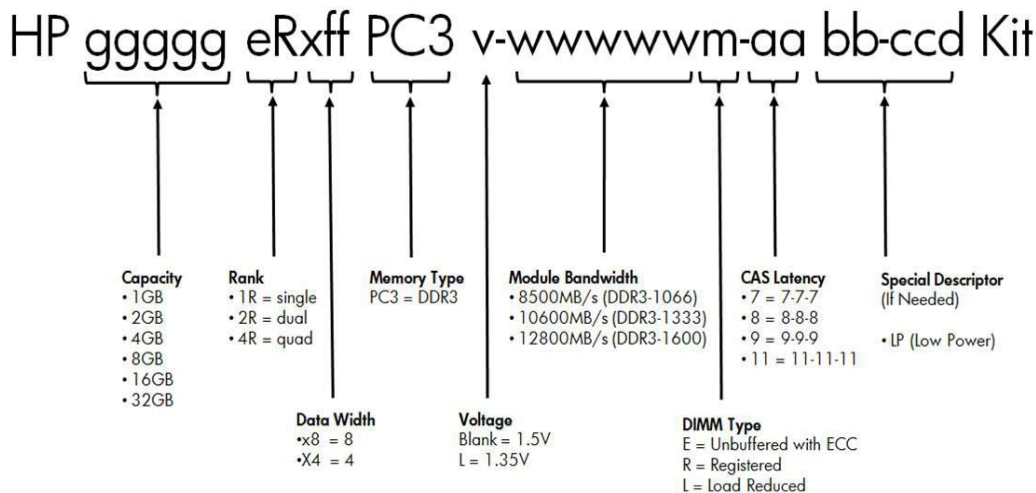 HP ggggg eRxff PC3 v-wwwwwm-aa bb-ccd Kit
Capacity
• 1GB
• 2GB
• 4GB
• 8GB
• 16GB
• 32GB
Rank
• 1R = single
• 2R = dual
• 4R = quad
Memory Type
PC3 = DDR3
Module Bandwidth
• 8500MB/s (DDR3-1066)
• 10600MB/s (DDR3-1333)
• 12800MB/s (DDR3-1600)
CAS Latency
• 7 = 7-7-7
• 8 = 8-8-8
• 9 = 9-9-9
• 11 = 11-11-11
Special Descriptor
(If Needed)
• LP (Low Power)
Data Width
•x8 = 8
•X4 = 4
Voltage
Blank = 1.5V
L = 1.35V
DIMM Type
E = Unbuffered with ECC
R = Registered
L = Load Reduced